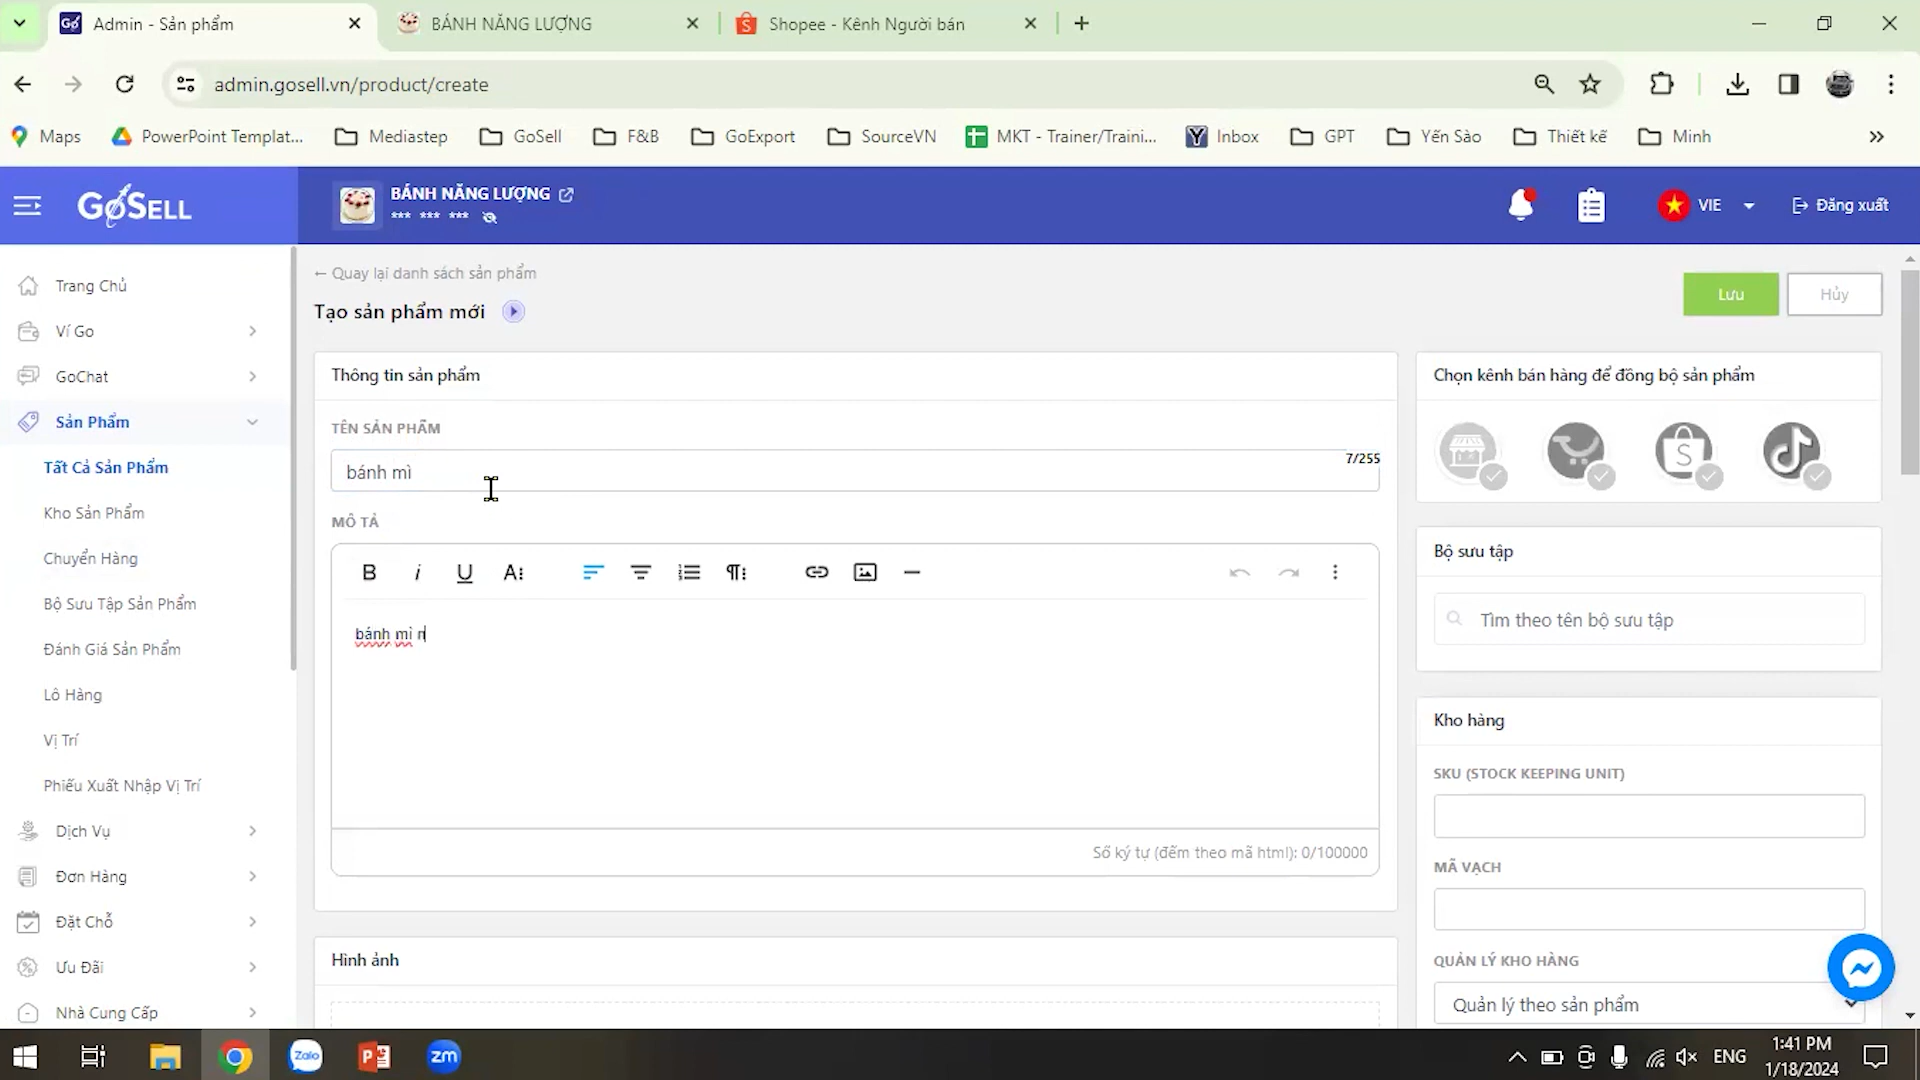 Admin - Sản phẩm
BÁNH NĂNG LƯỢNG
Shopee - Kênh Người bán
admin.gosell.vn/product/create
Maps
PowerPoint Templat...
Mediastep
GoSell
F&B
GoExport
SourceVN
MKT - Trainer/Traini...
Inbox
GPT
Yến Sào
Thiết kế
Minh
GOSELL
BÁNH NĂNG LƯỢNG
*** *** ***
VIE
Đăng xuất
Trang Chủ
Ví Go
GoChat
Sản Phẩm
Tất Cả Sản Phẩm
Kho Sản Phẩm
Chuyển Hàng
Bộ Sưu Tập Sản Phẩm
Đánh Giá Sản Phẩm
Lô Hàng
Vị Trí
Phiếu Xuất Nhập Vị Trí
Dịch Vụ
Đơn Hàng
Đặt Chỗ
Ưu Đãi
Nhà Cung Cấp
← Quay lại danh sách sản phẩm
Tạo sản phẩm mới
Lưu
Hủy
Thông tin sản phẩm
TÊN SẢN PHẨM
bánh mì
7/255
MÔ TẢ
bánh mì n
Số ký tự (đếm theo mã html): 0/100000
Hình ảnh
Chọn kênh bán hàng để đồng bộ sản phẩm
Bộ sưu tập
Tìm theo tên bộ sưu tập
Kho hàng
SKU (STOCK KEEPING UNIT)
MÃ VẠCH
QUẢN LÝ KHO HÀNG
Quản lý theo sản phẩm
Zalo
zm
ENG
1:41 PM
1/18/2024